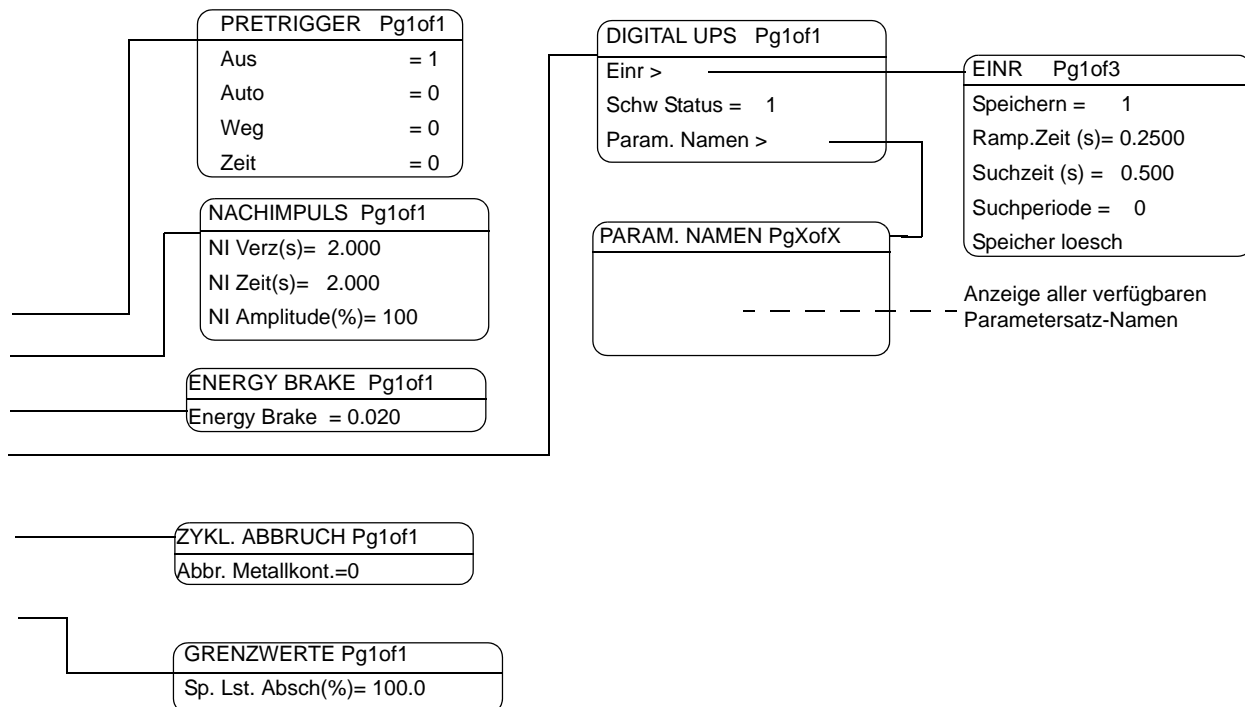 PRETRIGGER Pg1of1
Aus = 1
Auto = 0
Weg = 0
Zeit = 0
NACHIMPULS Pg1of1
NI Verz(s)= 2.000
NI Zeit(s)= 2.000
NI Amplitude(%)= 100
ENERGY BRAKE Pg1of1
Energy Brake = 0.020
DIGITAL UPS Pg1of1
Einr >
Schw Status = 1
Param. Namen >
EINR Pg1of3
Speichern = 1
Ramp.Zeit (s)= 0.2500
Suchzeit (s) = 0.500
Suchperiode = 0
Speicher loesch
PARAM. NAMEN PgXofX
Anzeige aller verfügbaren
Parametersatz-Namen
ZYKL. ABBRUCH Pg1of1
Abbr. Metallkont.=0
GRENZWERTE Pg1of1
Sp. Lst. Absch(%)= 100.0